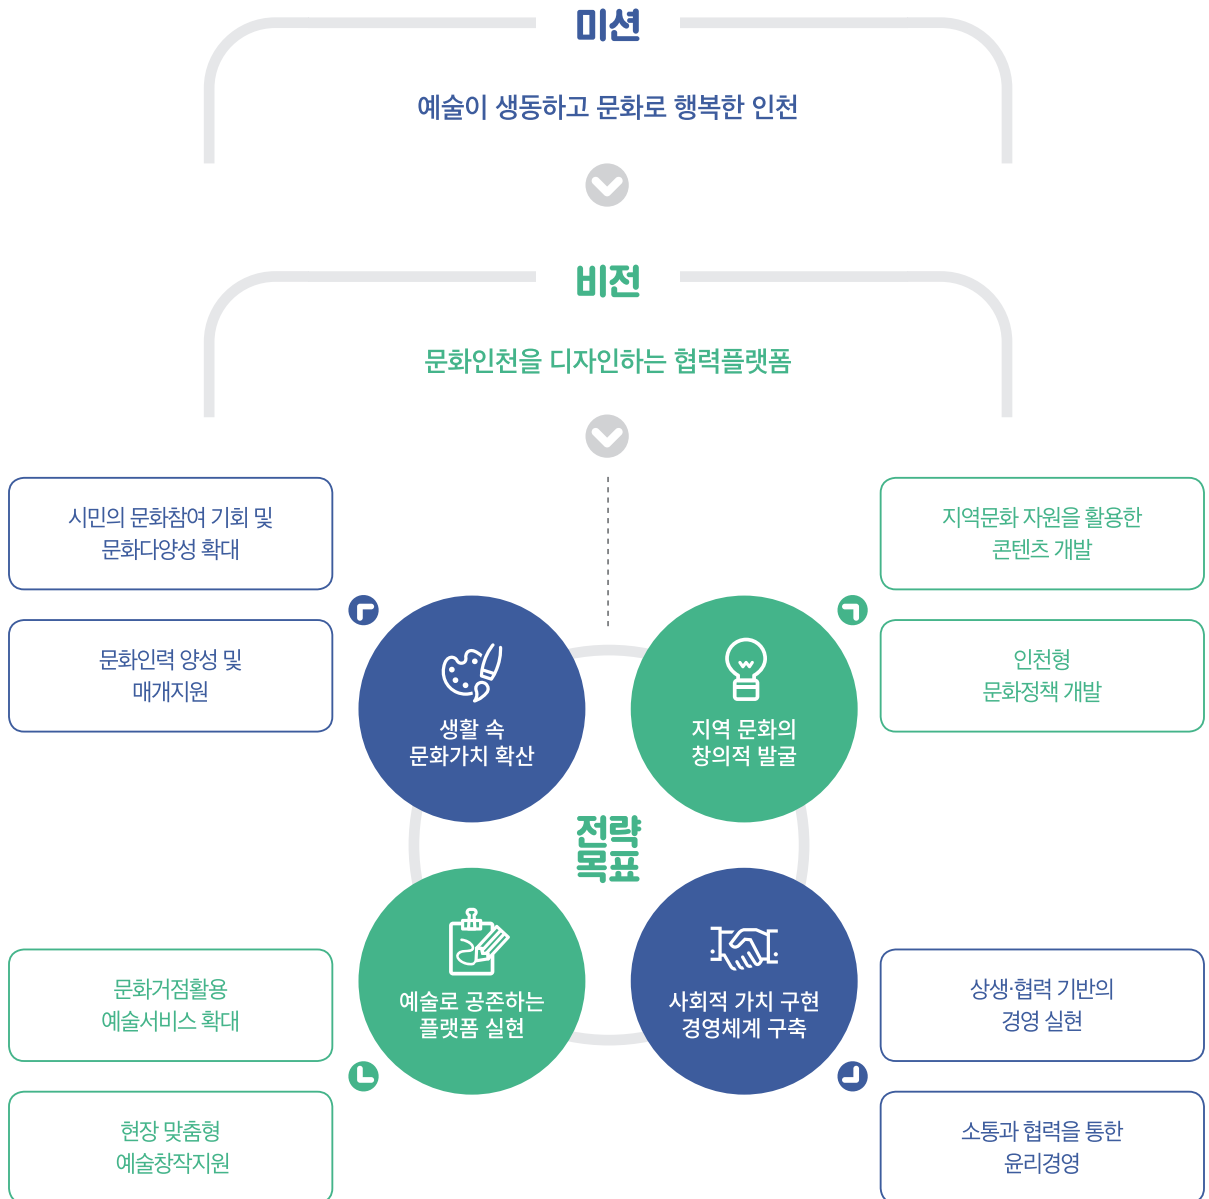 미션
예술이 생동하고 문화로 행복한 인천
비전
문화인천을 디자인하는 협력플랫폼
시민의 문화참여 기회 및
문화다양성 확대
문화인력 양성 및
매개지원
지역문화 자원을 활용한
콘텐츠 개발
인천형
문화정책 개발
생활 속
문화가치 확산
지역 문화의
창의적 발굴
전략
목표
예술로 공존하는
플랫폼 실현
사회적 가치 구현
경영체계 구축
문화거점활용
예술서비스 확대
현장 맞춤형
예술창작지원
상생·협력 기반의
경영 실현
소통과 협력을 통한
윤리경영